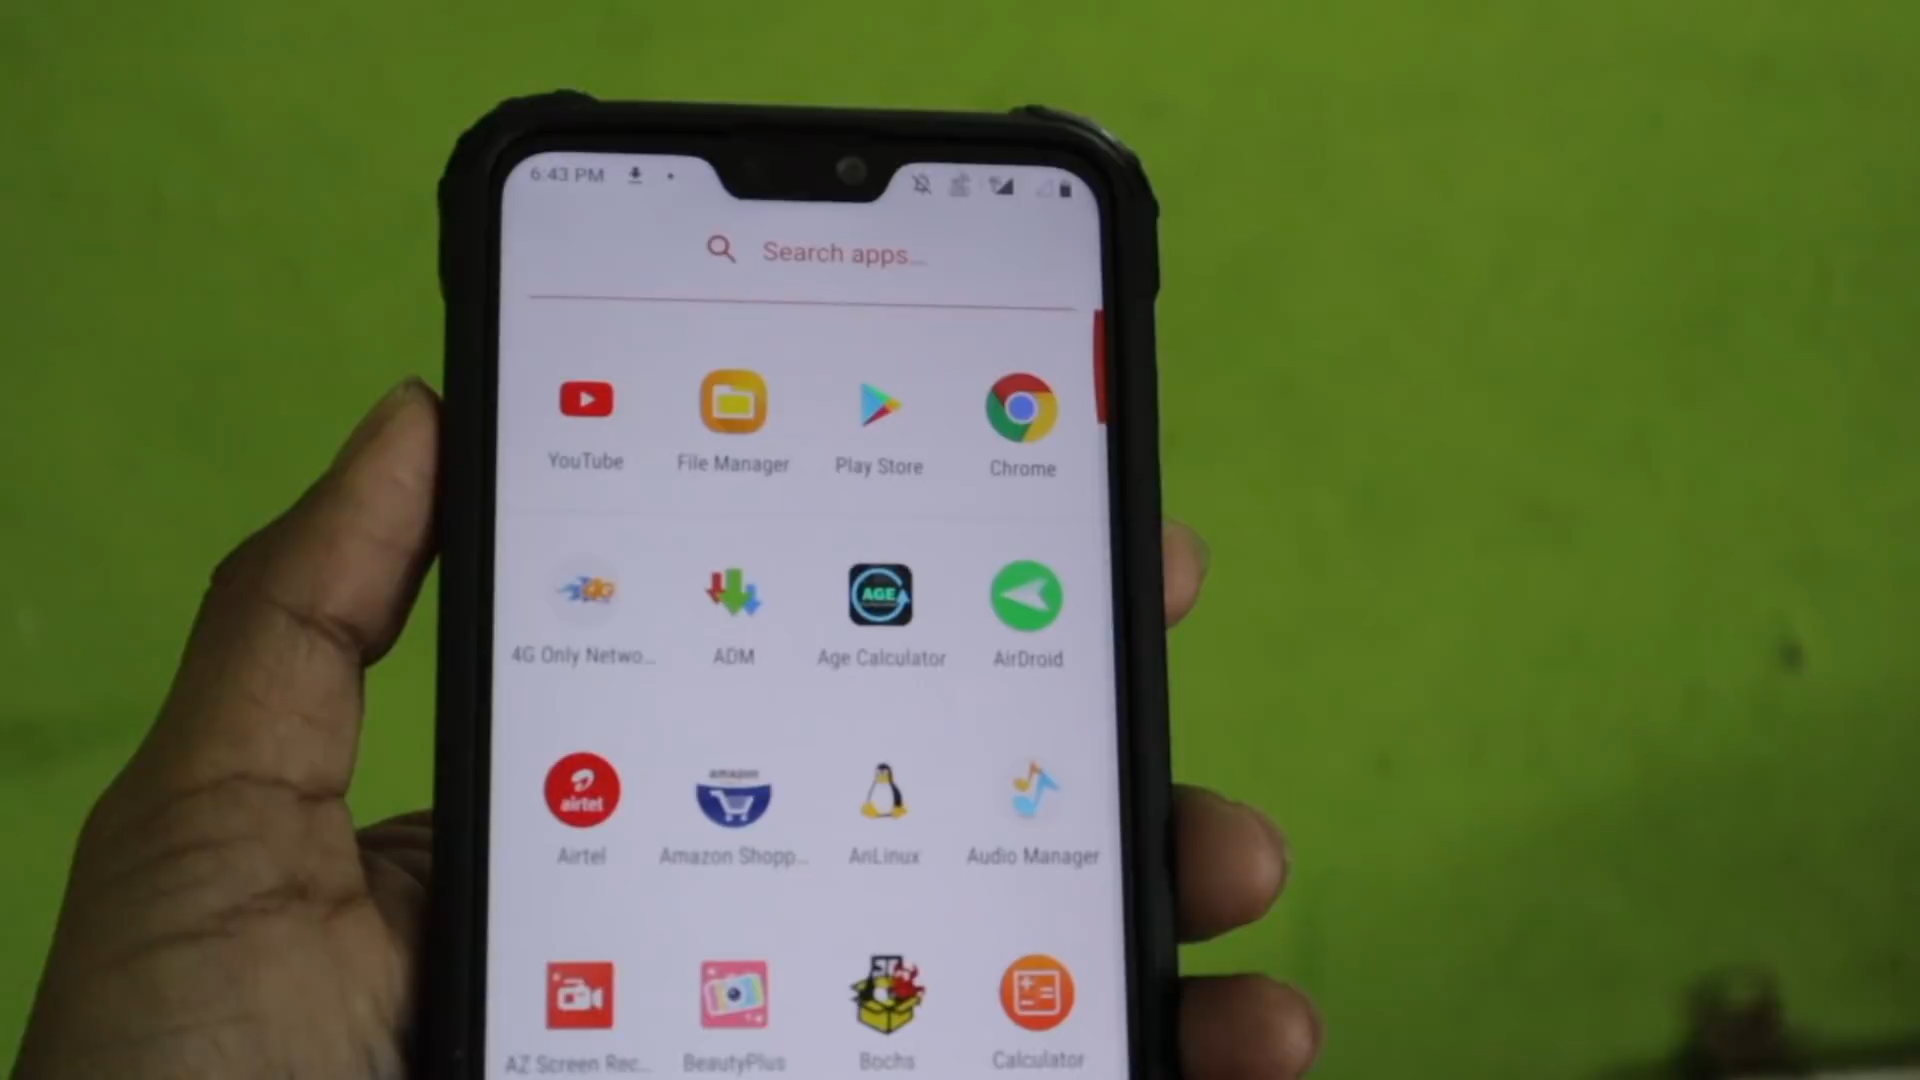 6:43 PM
Search apps...
YouTube File Manager Play Store Chrome
4G
AGE
4G Only Netwo... ADM Age Calculator AirDroid
airtel amazon
Airtel Amazon Shopp... AnLinux Audio Manager
AZ Screen Rec... BeautyPlus Bochs Calculator